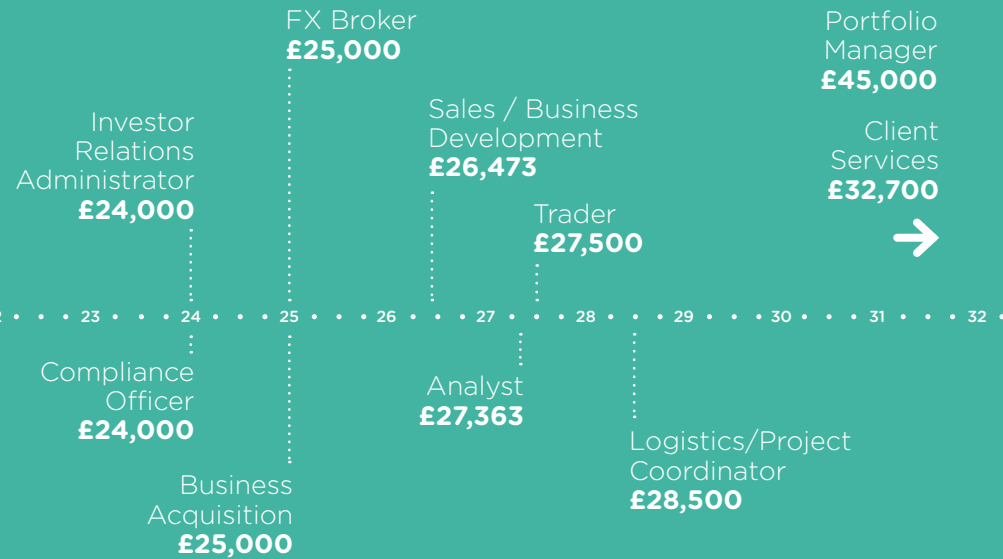 FX Broker
£25,000
Portfolio
Manager
£45,000
Investor
Relations
Administrator
£24,000
Sales / Business
Development
£26,473
Client
Services
£32,700
Trader
£27,500
23 24 25 26 27 28 29 30 31 32
Compliance
Officer
£24,000
Analyst
£27,363
Logistics/Project
Coordinator
£28,500
Business
Acquisition
£25,000